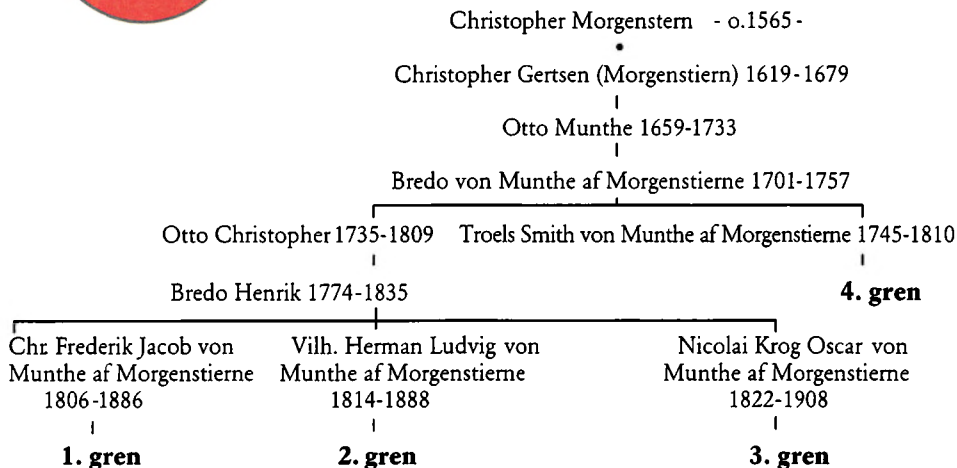 Christopher Morgenstern - o.1565 -
Christopher Gertsen (Morgenstiern) 1619-1679
Otto Munthe 1659-1733
Bredo von Munthe af Morgenstierne 1701-1757
Otto Christopher 1735-1809 Troels Smith von Munthe af Morgenstierne 1745-1810
Bredo Henrik 1774-1835 4. gren
Chr. Frederik Jacob von Vilh. Herman Ludvig von Nicolai Krog Oscar von
Munthe af Morgenstierne Munthe af Morgenstierne Munthe af Morgenstierne
1806-1886 1814-1888 1822-1908
1. gren 2. gren 3. gren